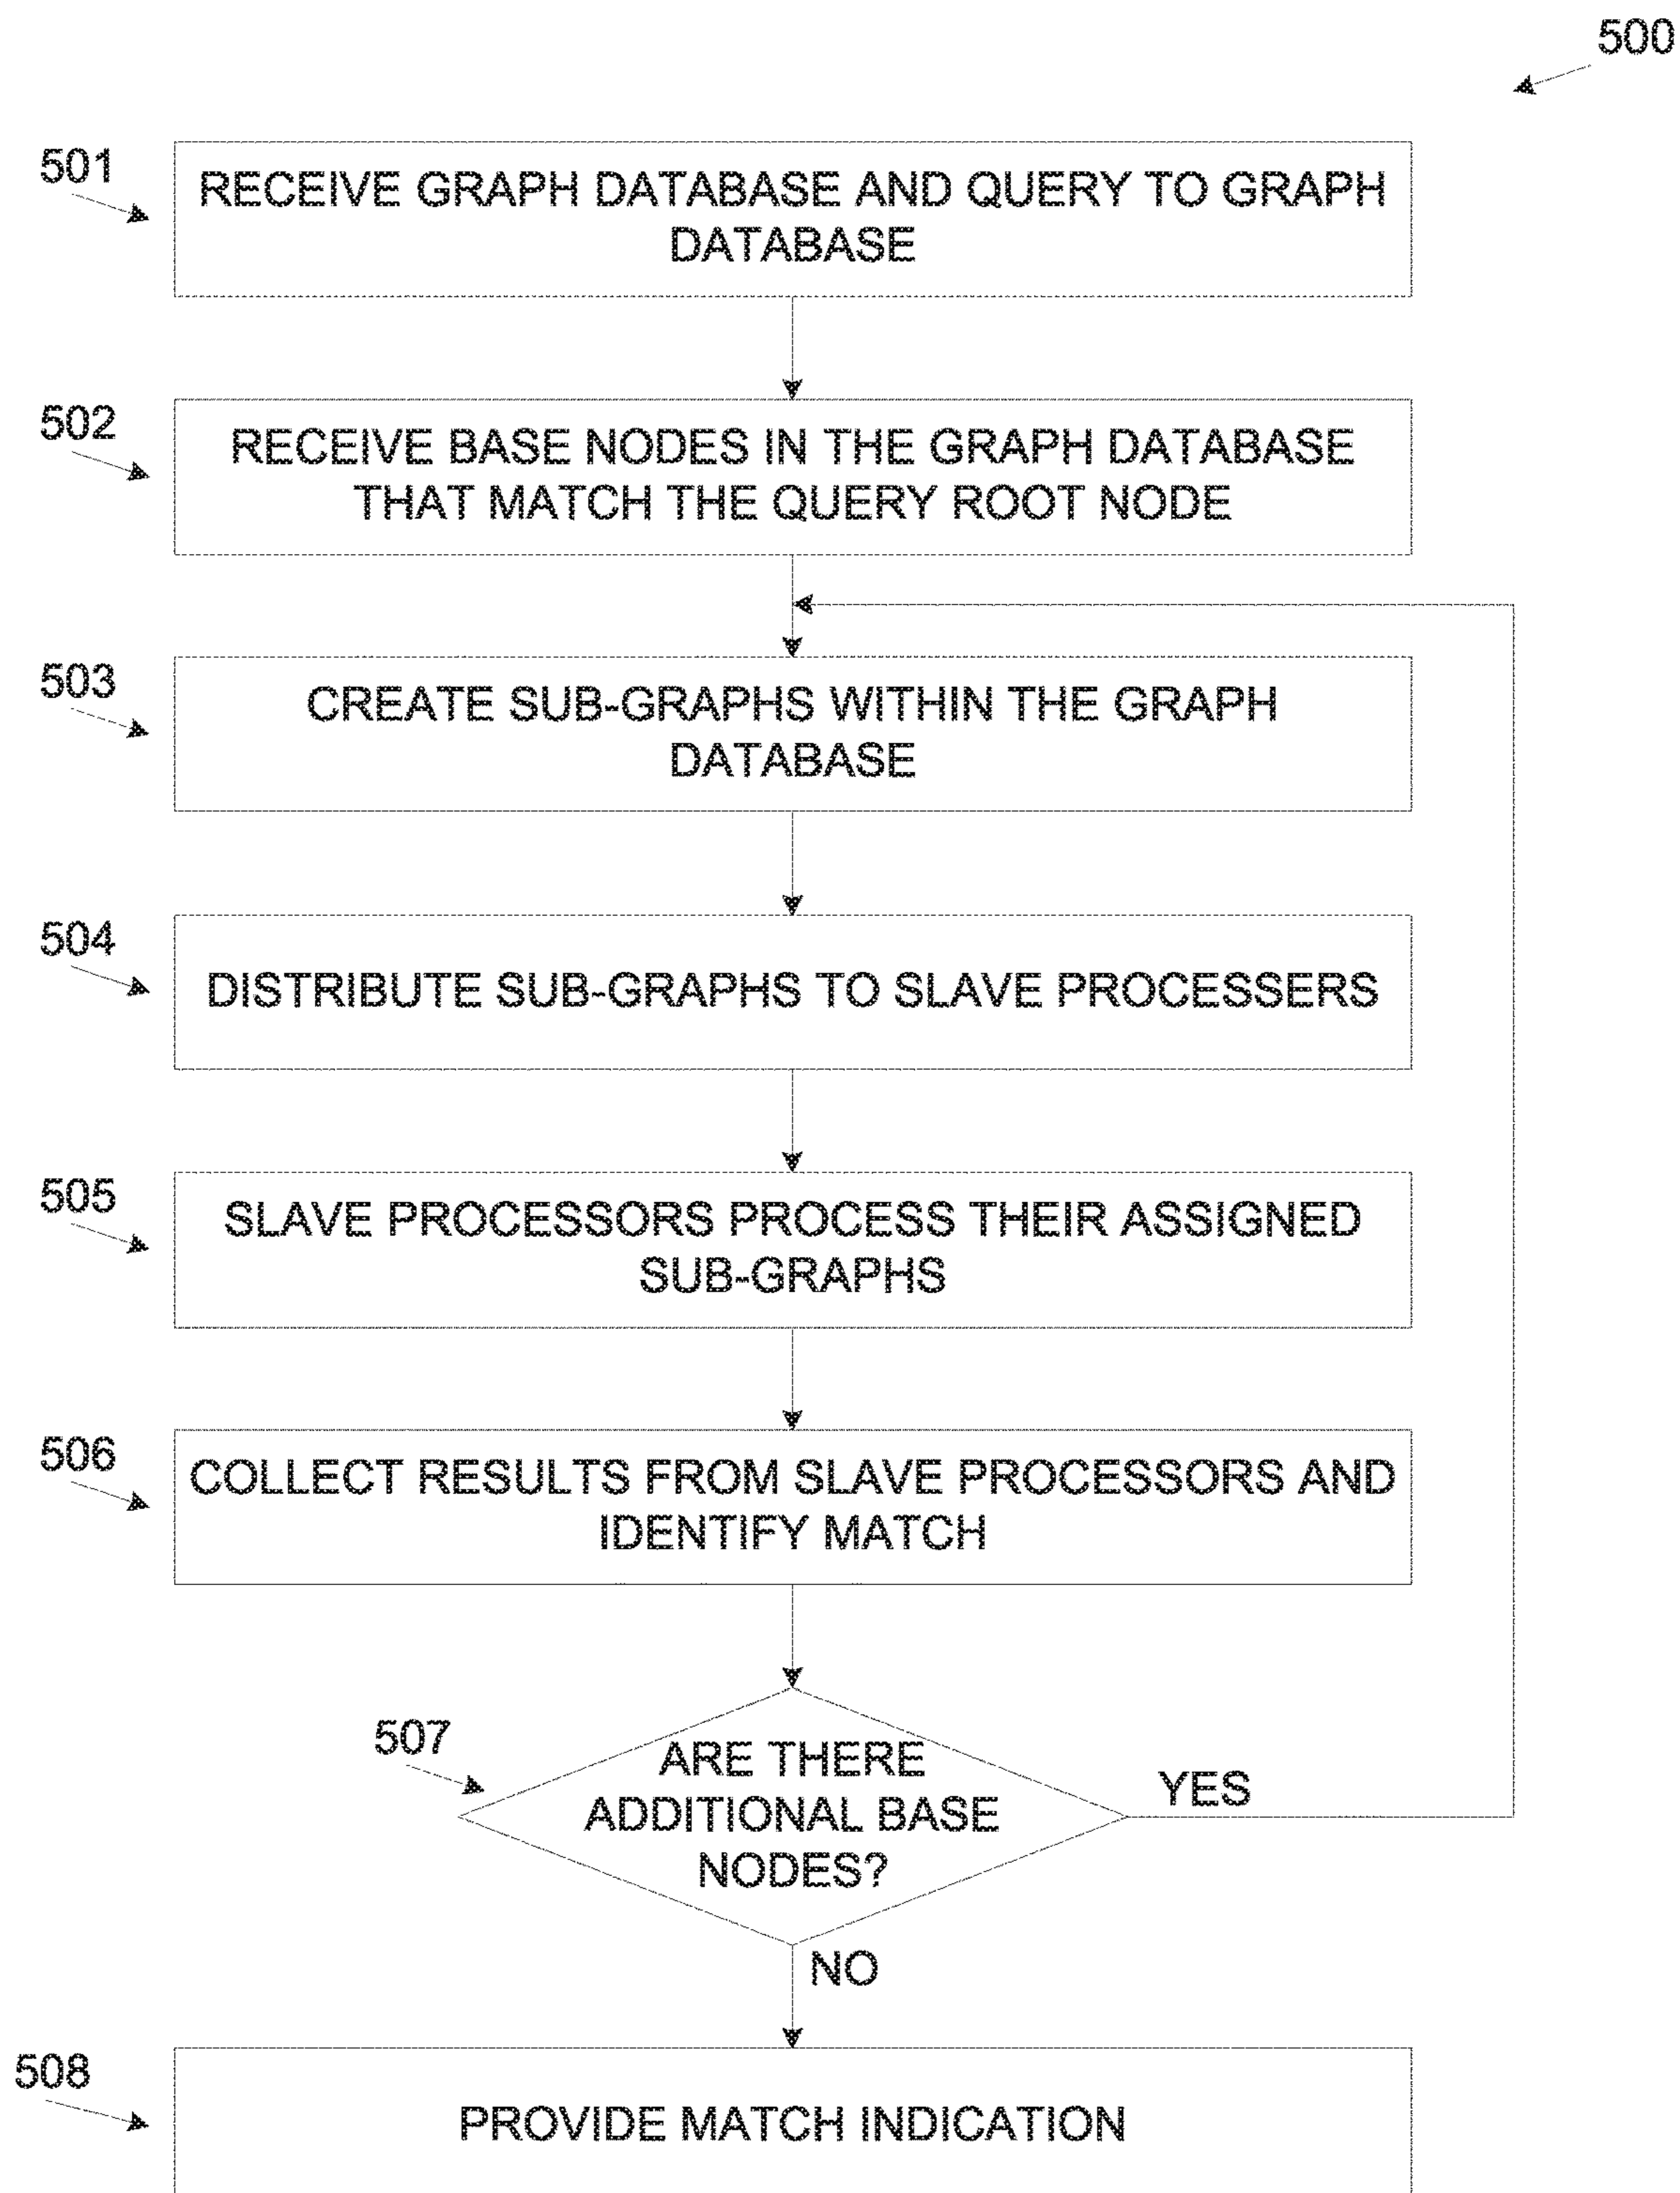 500
501
RECEIVE GRAPH DATABASE AND QUERY TO GRAPH
DATABASE
502
RECEIVE BASE NODES IN THE GRAPH DATABASE
THAT MATCH THE QUERY ROOT NODE
503
CREATE SUB-GRAPHS WITHIN THE GRAPH
DATABASE
504
DISTRIBUTE SUB-GRAPHS TO SLAVE PROCESSERS
505
SLAVE PROCESSORS PROCESS THEIR ASSIGNED
SUB-GRAPHS
506
COLLECT RESULTS FROM SLAVE PROCESSORS AND
IDENTIFY MATCH
507
ARE THERE
ADDITIONAL BASE
NODES?
YES
NO
508
PROVIDE MATCH INDICATION